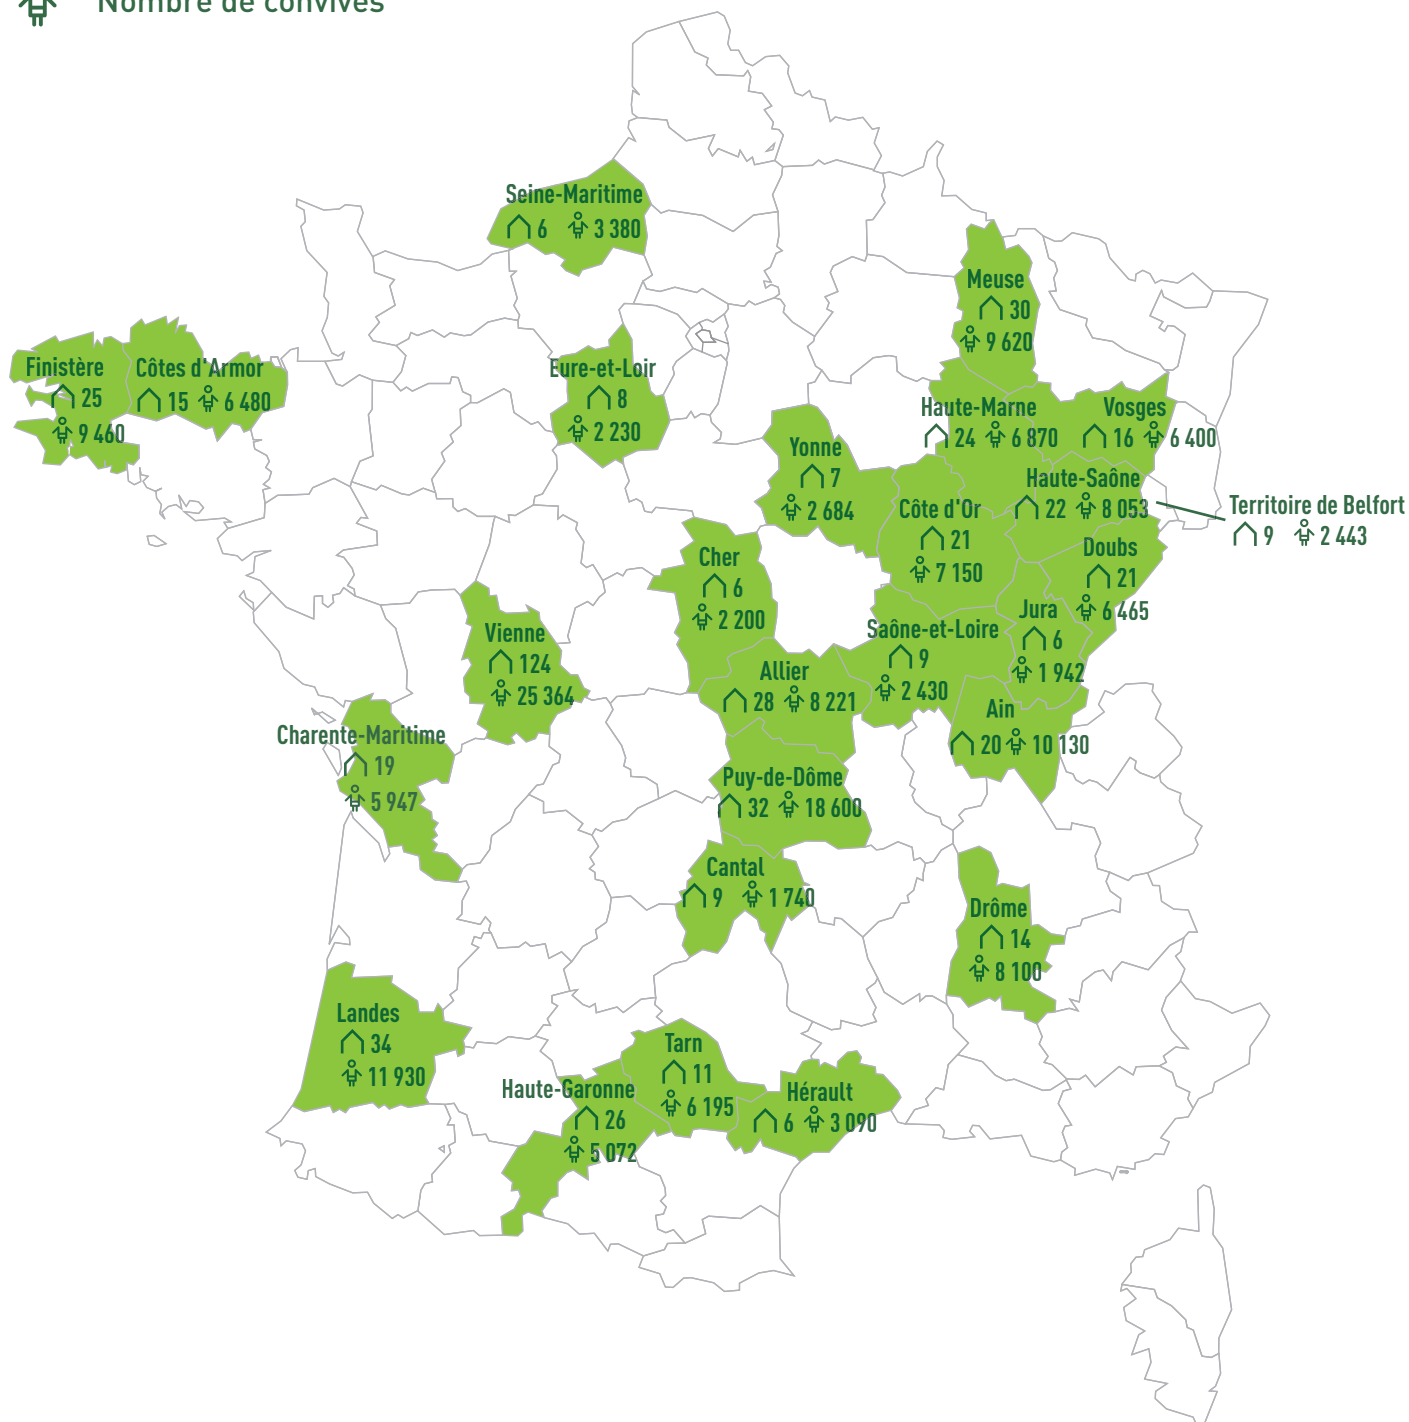 Nombre de convives
Seine-Maritime
6 3 380
Meuse
30
9 620
Finistère
25
9 460
Côtes d'Armor
15 6 480
Eure-et-Loir
8
2 230
Haute-Marne
24 6 870
Vosges
16 6 400
Yonne
7
2 684
Côte d'Or
21
7 150
Haute-Saône
22 8 053
Territoire de Belfort
9 2 443
Doubs
21
6 465
Cher
6
2 200
Jura
6
1 942
Saône-et-Loire
9
2 430
Vienne
124
25 364
Allier
28 8 221
Ain
20 10 130
Charente-Maritime
19
5 947
Puy-de-Dôme
32 18 600
Cantal
9 1 740
Drôme
14
8 100
Landes
34
11 930
Tarn
11
6 195
Haute-Garonne
26
5 072
Hérault
6 3 090